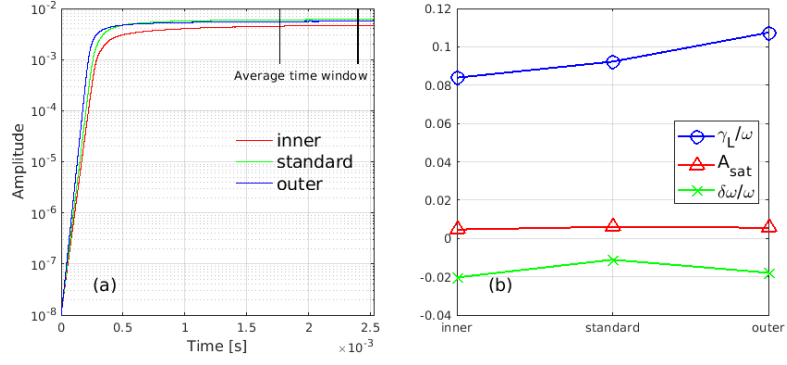 10⁻²
10⁻³
10⁻⁴
10⁻⁵
10⁻⁶
10⁻⁷
10⁻⁸
Amplitude
Average time window
inner
standard
outer
(a)
0 0.5 1 1.5 2 2.5
Time [s]
×10⁻³
0.12
0.1
0.08
0.06
0.04
0.02
0
-0.02
-0.04
γ_L/ω
A_sat
δω/ω
(b)
inner standard outer